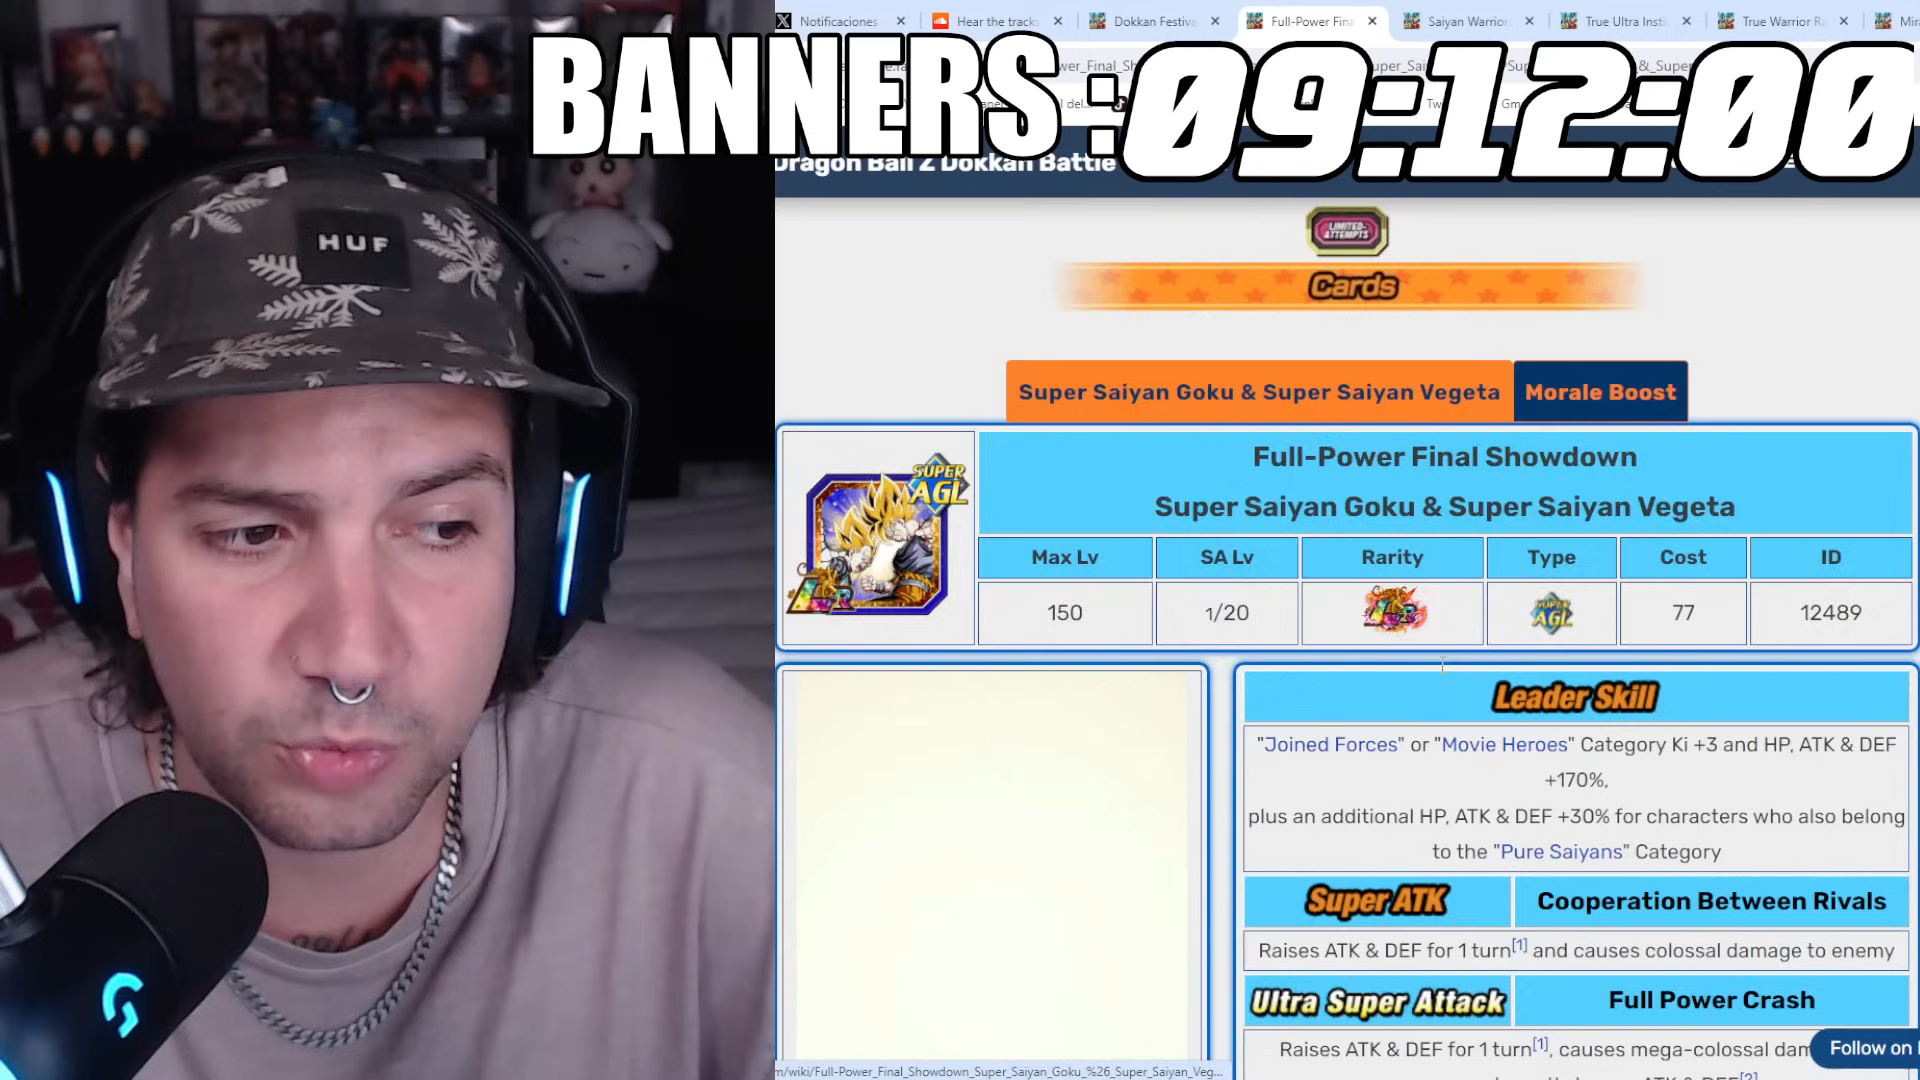 Notificaciones
Hear the tracks
Dokkan Festiva
Full-Power Fina
Saiyan Warrior
True Ultra Insti
True Warrior R
Mira
BANNERS :09:12:00
Dragon Ball Z Dokkan Battle
LIMITED-ATTEMPTS
Cards
Super Saiyan Goku & Super Saiyan Vegeta
Morale Boost
HUF
SUPER AGL
LR
Full-Power Final Showdown
Super Saiyan Goku & Super Saiyan Vegeta
Max Lv SA Lv Rarity Type Cost ID
150 1/20 LR SUPER AGL 77 12489
Leader Skill
"Joined Forces" or "Movie Heroes" Category Ki +3 and HP, ATK & DEF
+170%,
plus an additional HP, ATK & DEF +30% for characters who also belong
to the "Pure Saiyans" Category
Super ATK Cooperation Between Rivals
Raises ATK & DEF for 1 turn[1] and causes colossal damage to enemy
Ultra Super Attack Full Power Crash
Raises ATK & DEF for 1 turn[1], causes mega-colossal dam
Follow on
m/wiki/Full-Power_Final_Showdown_Super_Saiyan_Goku_%26_Super_Saiyan_Veg...